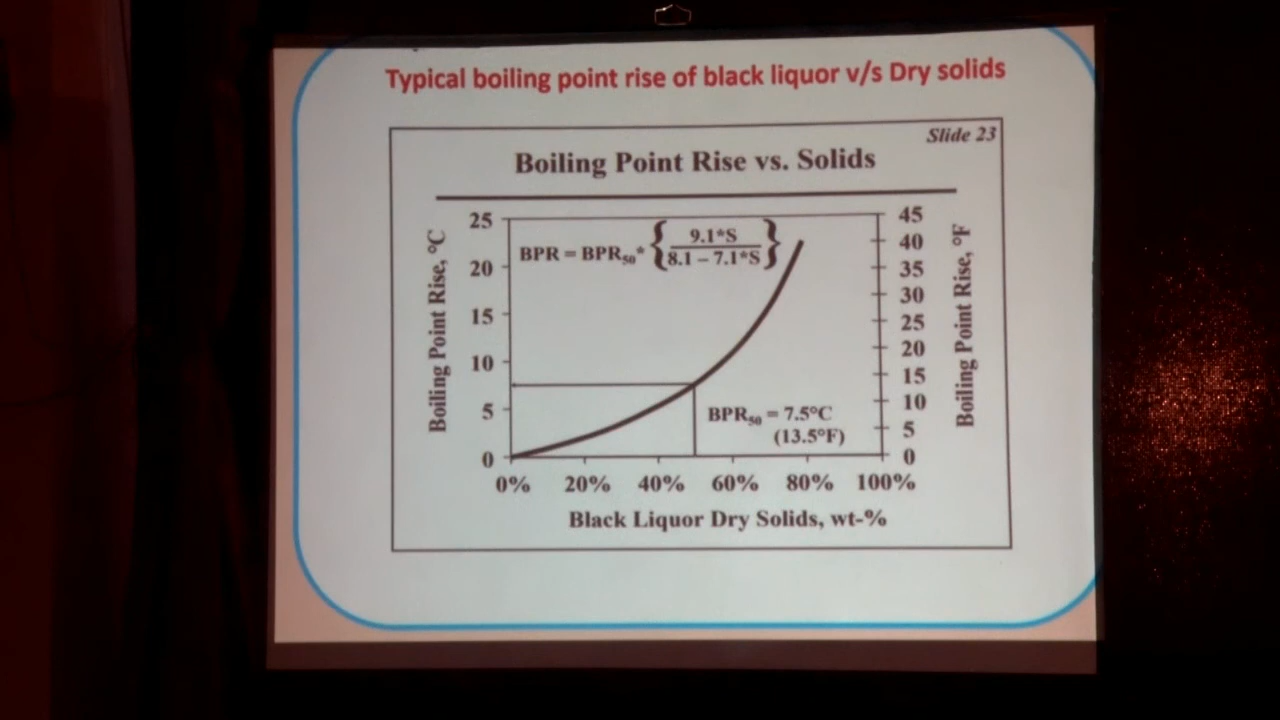 Typical boiling point rise of black liquor v/s Dry solids
Slide 23
Boiling Point Rise vs. Solids
Boiling Point Rise, °C
25
20
15
10
5
0
BPR = BPR₅₀* { 9.1*S / 8.1 – 7.1*S }
BPR₅₀ = 7.5°C
(13.5°F)
45
40
35
30
25
20
15
10
5
0
Boiling Point Rise, °F
0% 20% 40% 60% 80% 100%
Black Liquor Dry Solids, wt-%